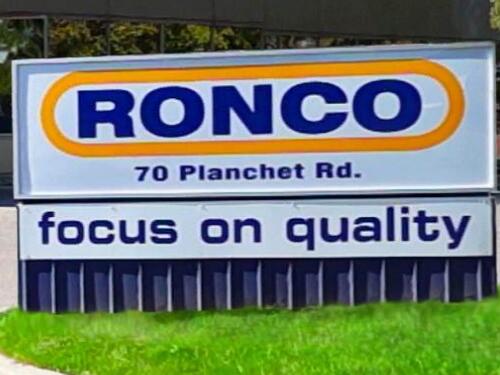 RONCO
70 Planchet Rd.
focus on quality